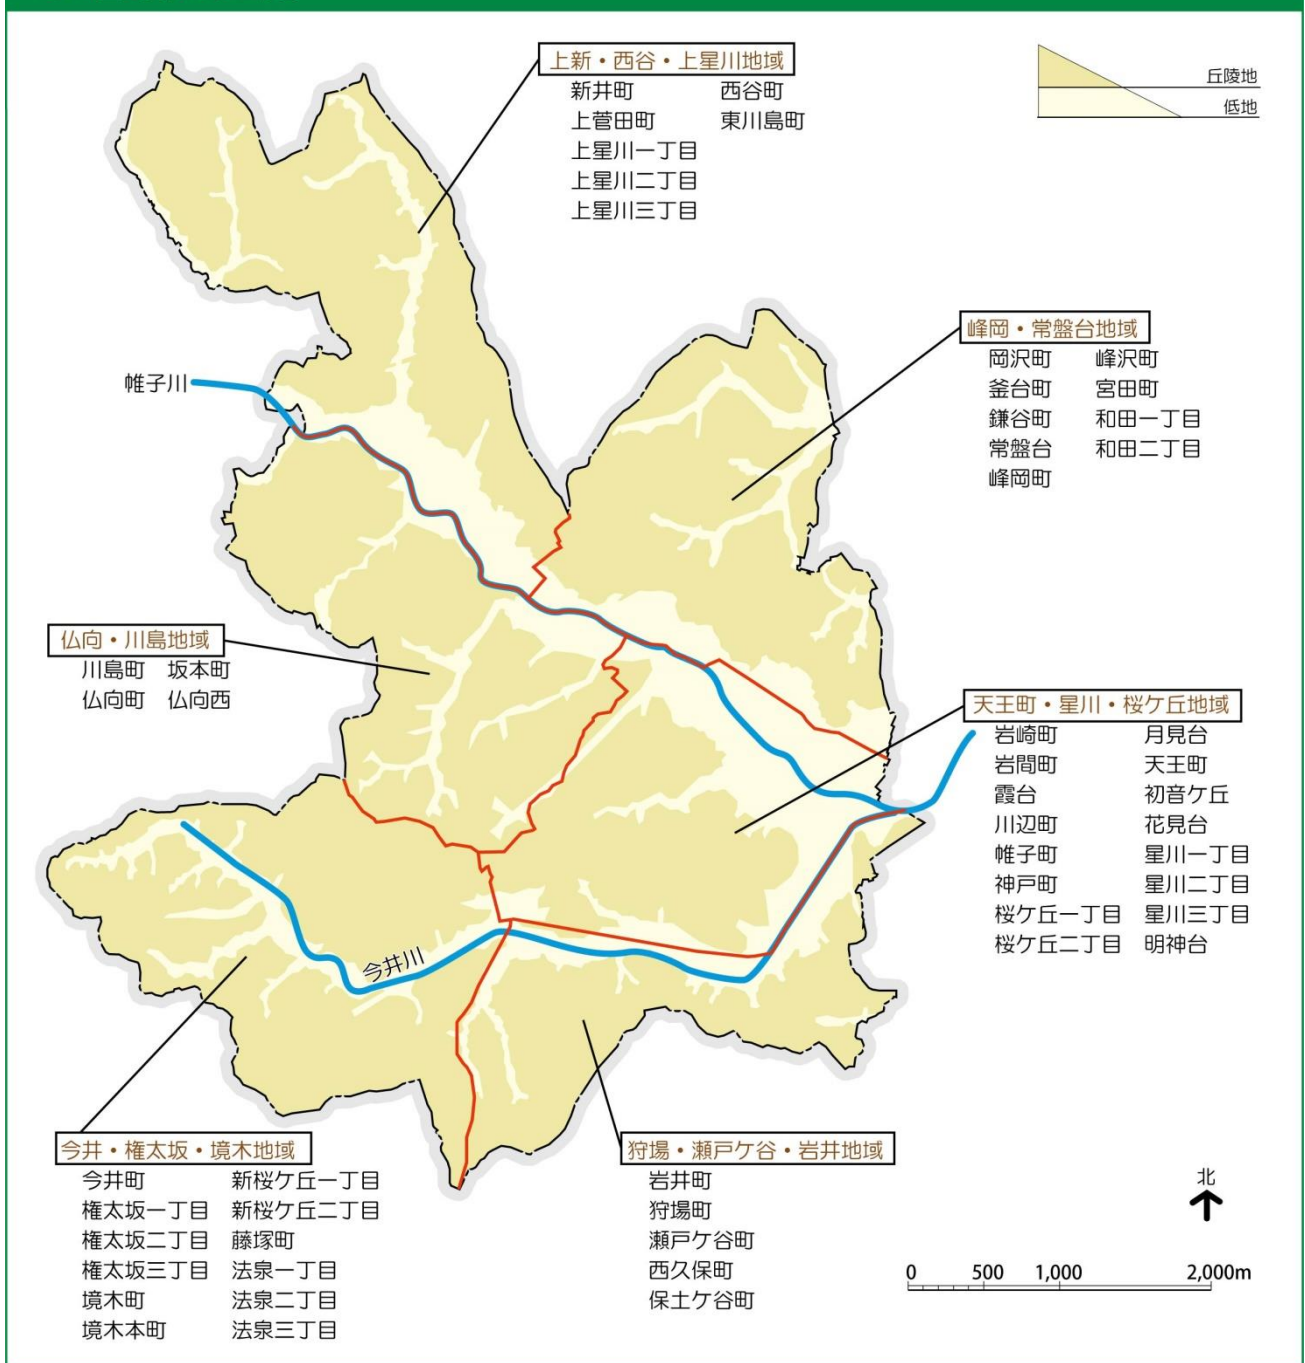 上新・西谷・上星川地域
新井町 西谷町
上菅田町 東川島町
上星川一丁目
上星川二丁目
上星川三丁目
丘陵地
低地
峰岡・常盤台地域
岡沢町 峰沢町
釜台町 宮田町
鎌谷町 和田一丁目
常盤台 和田二丁目
峰岡町
帷子川
仏向・川島地域
川島町 坂本町
仏向町 仏向西
天王町・星川・桜ケ丘地域
岩崎町 月見台
岩間町 天王町
霞台 初音ケ丘
川辺町 花見台
帷子町 星川一丁目
神戸町 星川二丁目
桜ケ丘一丁目 星川三丁目
桜ケ丘二丁目 明神台
今井川
今井・権太坂・境木地域
今井町 新桜ケ丘一丁目
権太坂一丁目 新桜ケ丘二丁目
権太坂二丁目 藤塚町
権太坂三丁目 法泉一丁目
境木町 法泉二丁目
境木本町 法泉三丁目
狩場・瀬戸ケ谷・岩井地域
岩井町
狩場町
瀬戸ケ谷町
西久保町
保土ケ谷町
北
0 500 1,000 2,000m